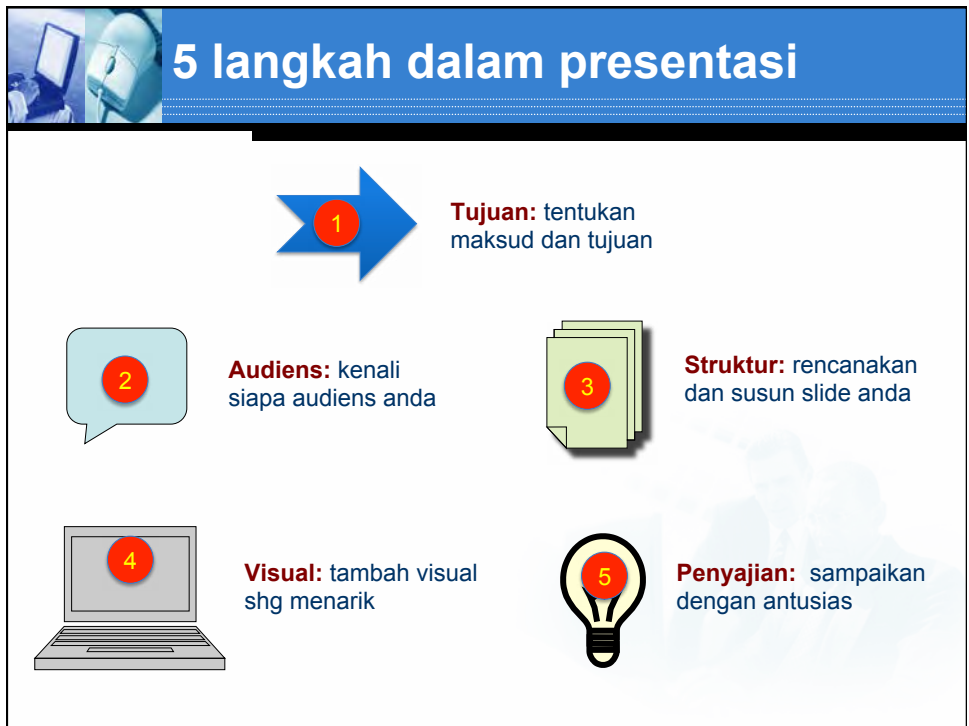 5 langkah dalam presentasi
1
Tujuan: tentukan
maksud dan tujuan
2
Audiens: kenali
siapa audiens anda
3
Struktur: rencanakan
dan susun slide anda
4
Visual: tambah visual
shg menarik
5
Penyajian: sampaikan
dengan antusias